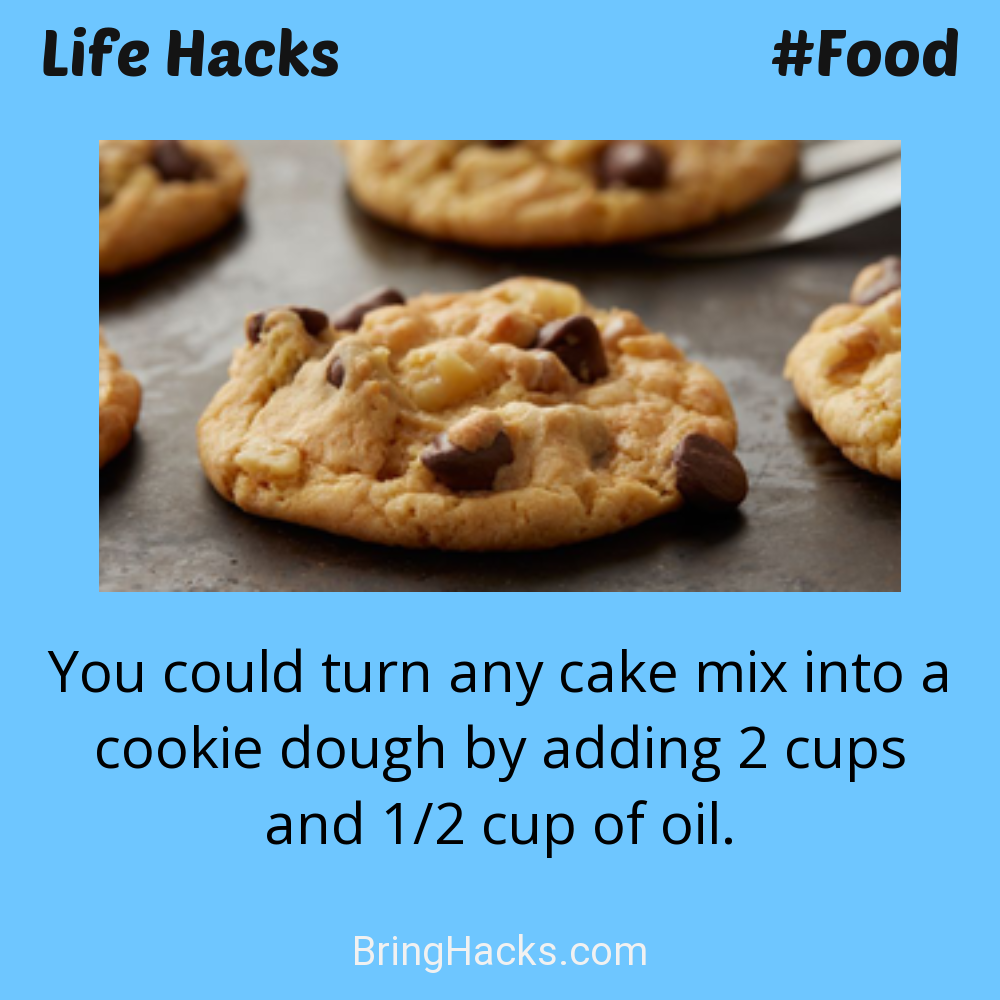 Life Hacks #Food
You could turn any cake mix into a
cookie dough by adding 2 cups
and 1/2 cup of oil.
BringHacks.com